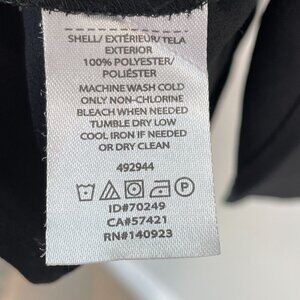 SHELL/ EXTÉRIEUR/ TELA
EXTERIOR
100% POLYESTER/
POLIÉSTER
MACHINE WASH COLD
ONLY NON-CHLORINE
BLEACH WHEN NEEDED
TUMBLE DRY LOW
COOL IRON IF NEEDED
OR DRY CLEAN
492944
P
ID#70249
CA#57421
RN#140923